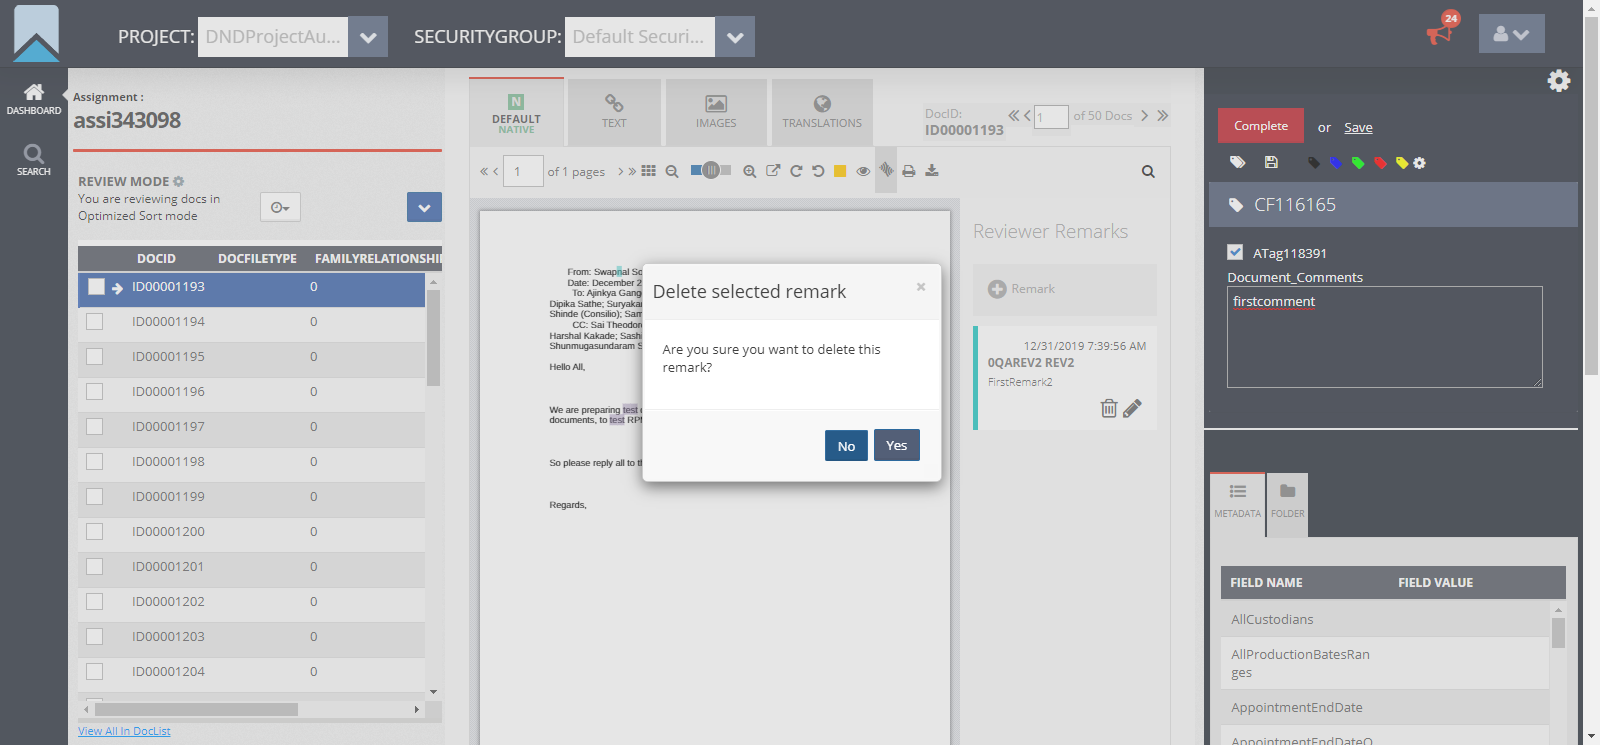 PROJECT: DNDProjectAu...
SECURITYGROUP: Default Securi...
24
DASHBOARD
SEARCH
Assignment :
assi343098
REVIEW MODE
You are reviewing docs in
Optimized Sort mode
DOCID DOCFILETYPE FAMILYRELATIONSHI
ID00001193 0
ID00001194 0
ID00001195 0
ID00001196 0
ID00001197 0
ID00001198 0
ID00001199 0
ID00001200 0
ID00001201 0
ID00001202 0
ID00001203 0
ID00001204 0
View All In DocList
N
DEFAULT
NATIVE
TEXT
IMAGES
TRANSLATIONS
DocID:
ID00001193
1 of 50 Docs
1 of 1 pages
From: Swapnal So
Date: December 2
To: Ajinkya Gang
Dipika Sathe; Suryakan
Shinde (Consilio); Sam
CC: Sai Theodor
Harshal Kakade; Sash
Shunmugasundaram S
Hello All,
We are preparing test
documents, to test RP
So please reply all to t
Regards,
Delete selected remark
×
Are you sure you want to delete this
remark?
No Yes
Reviewer Remarks
Remark
12/31/2019 7:39:56 AM
0QAREV2 REV2
FirstRemark2
Complete or Save
CF116165
ATag118391
Document_Comments
firstcomment
METADATA FOLDER
FIELD NAME FIELD VALUE
AllCustodians
AllProductionBatesRan
ges
AppointmentEndDate
AppointmentEndDateO